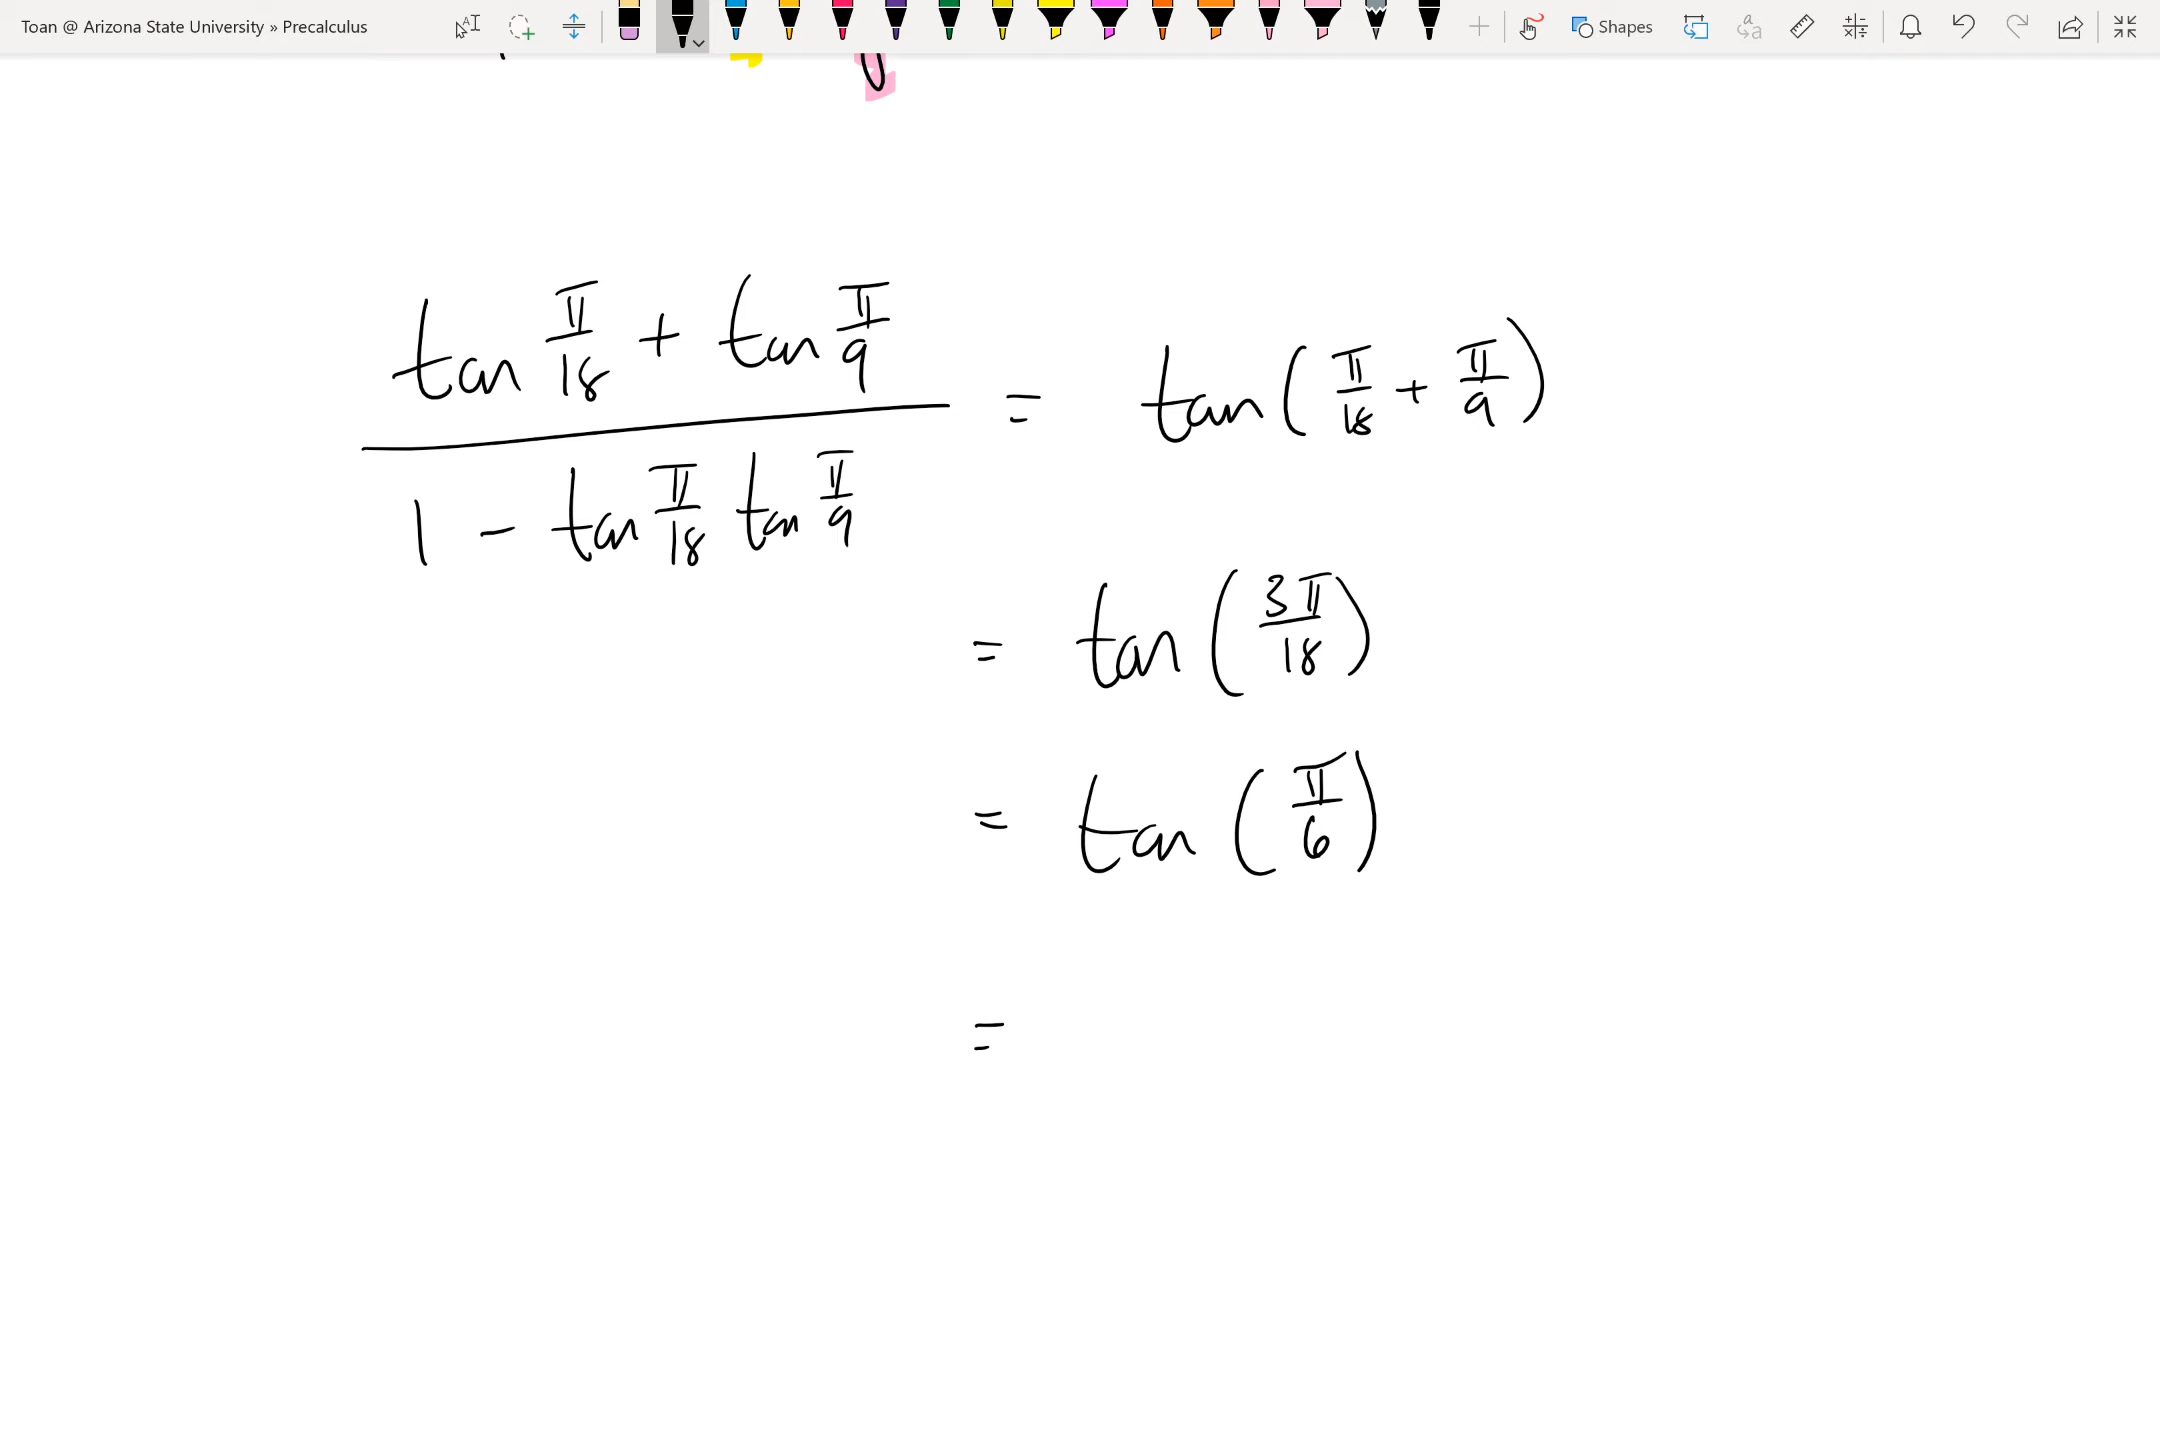 Toan @ Arizona State University » Precalculus
Shapes
(tan π/18 + tan π/9) / (1 - tan π/18 tan π/9) = tan(π/18 + π/9)
= tan(3π/18)
= tan(π/6)
=